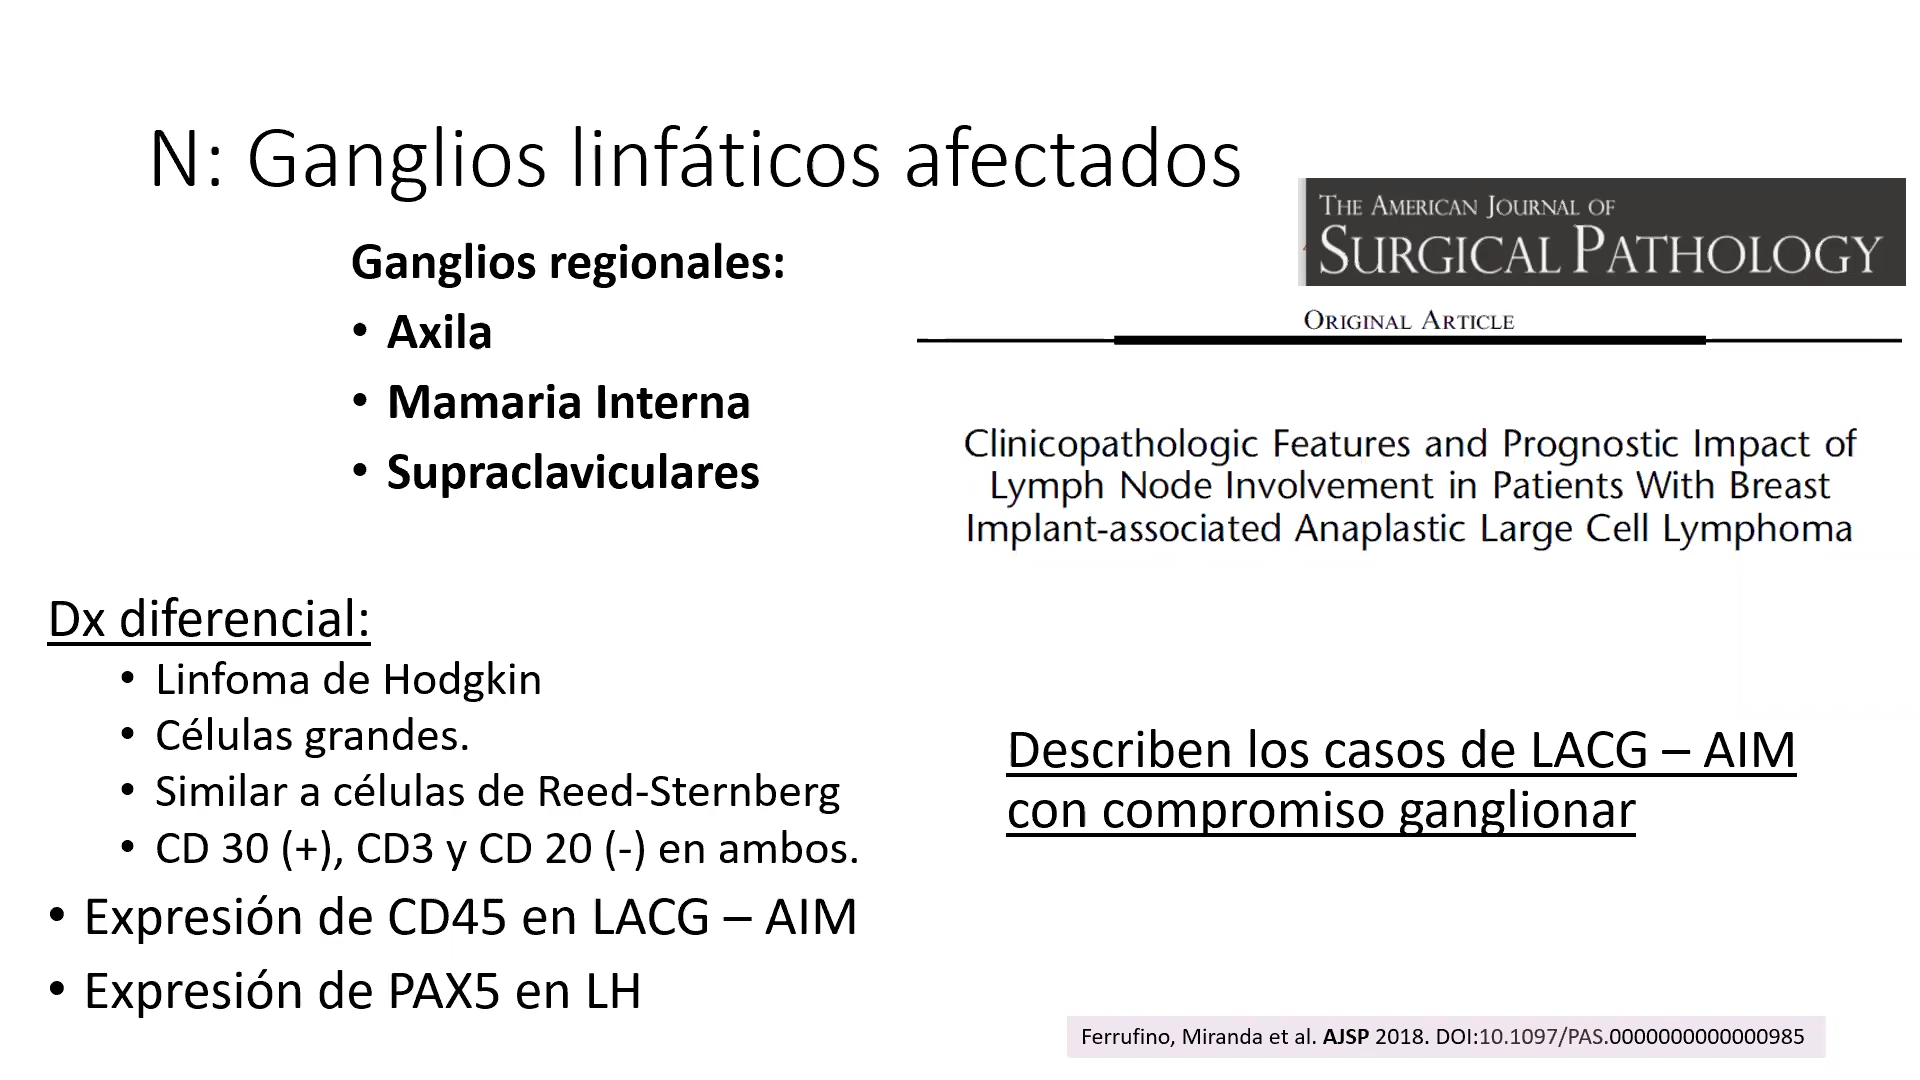 N: Ganglios linfáticos afectados
Ganglios regionales:
• Axila
• Mamaria Interna
• Supraclaviculares
THE AMERICAN JOURNAL OF
SURGICAL PATHOLOGY
ORIGINAL ARTICLE
Clinicopathologic Features and Prognostic Impact of
Lymph Node Involvement in Patients With Breast
Implant-associated Anaplastic Large Cell Lymphoma
Dx diferencial:
• Linfoma de Hodgkin
• Células grandes.
• Similar a células de Reed-Sternberg
• CD 30 (+), CD3 y CD 20 (-) en ambos.
• Expresión de CD45 en LACG – AIM
• Expresión de PAX5 en LH
Describen los casos de LACG – AIM
con compromiso ganglionar
Ferrufino, Miranda et al. AJSP 2018. DOI:10.1097/PAS.0000000000000985